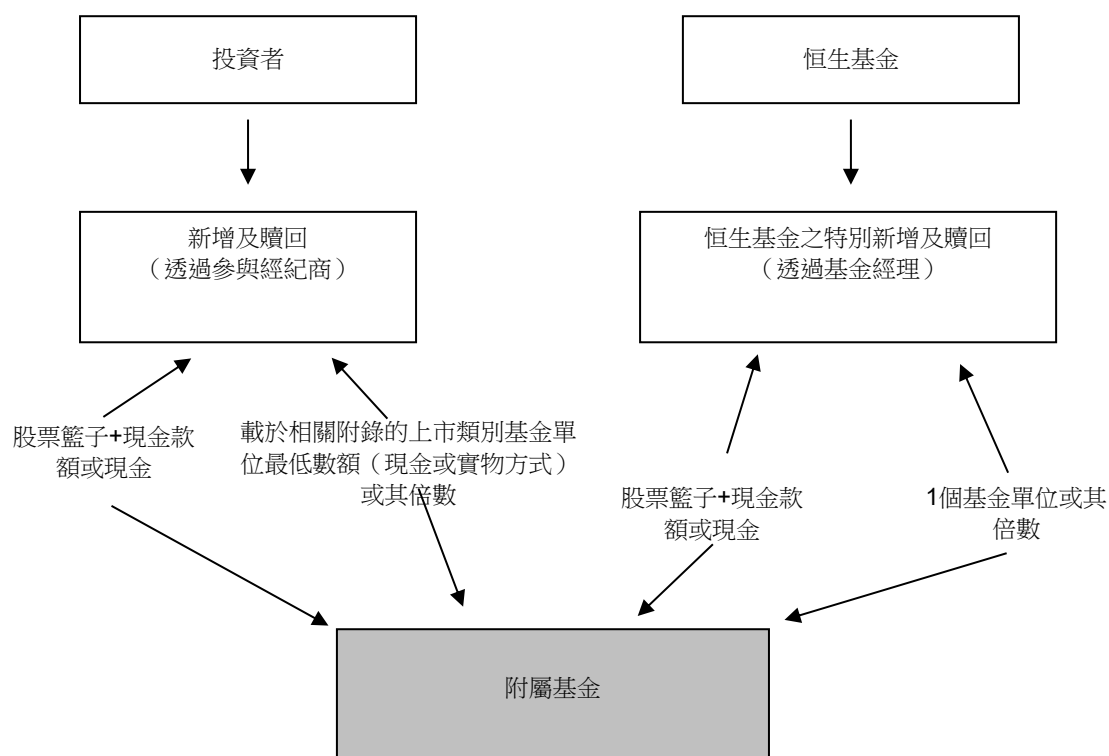 投資者
恒生基金
新增及贖回
（透過參與經紀商）
恒生基金之特別新增及贖回
（透過基金經理）
股票籃子+現金款
額或現金
載於相關附錄的上市類別基金單
位最低數額（現金或實物方式）
或其倍數
股票籃子+現金款
額或現金
1個基金單位或其
倍數
附屬基金